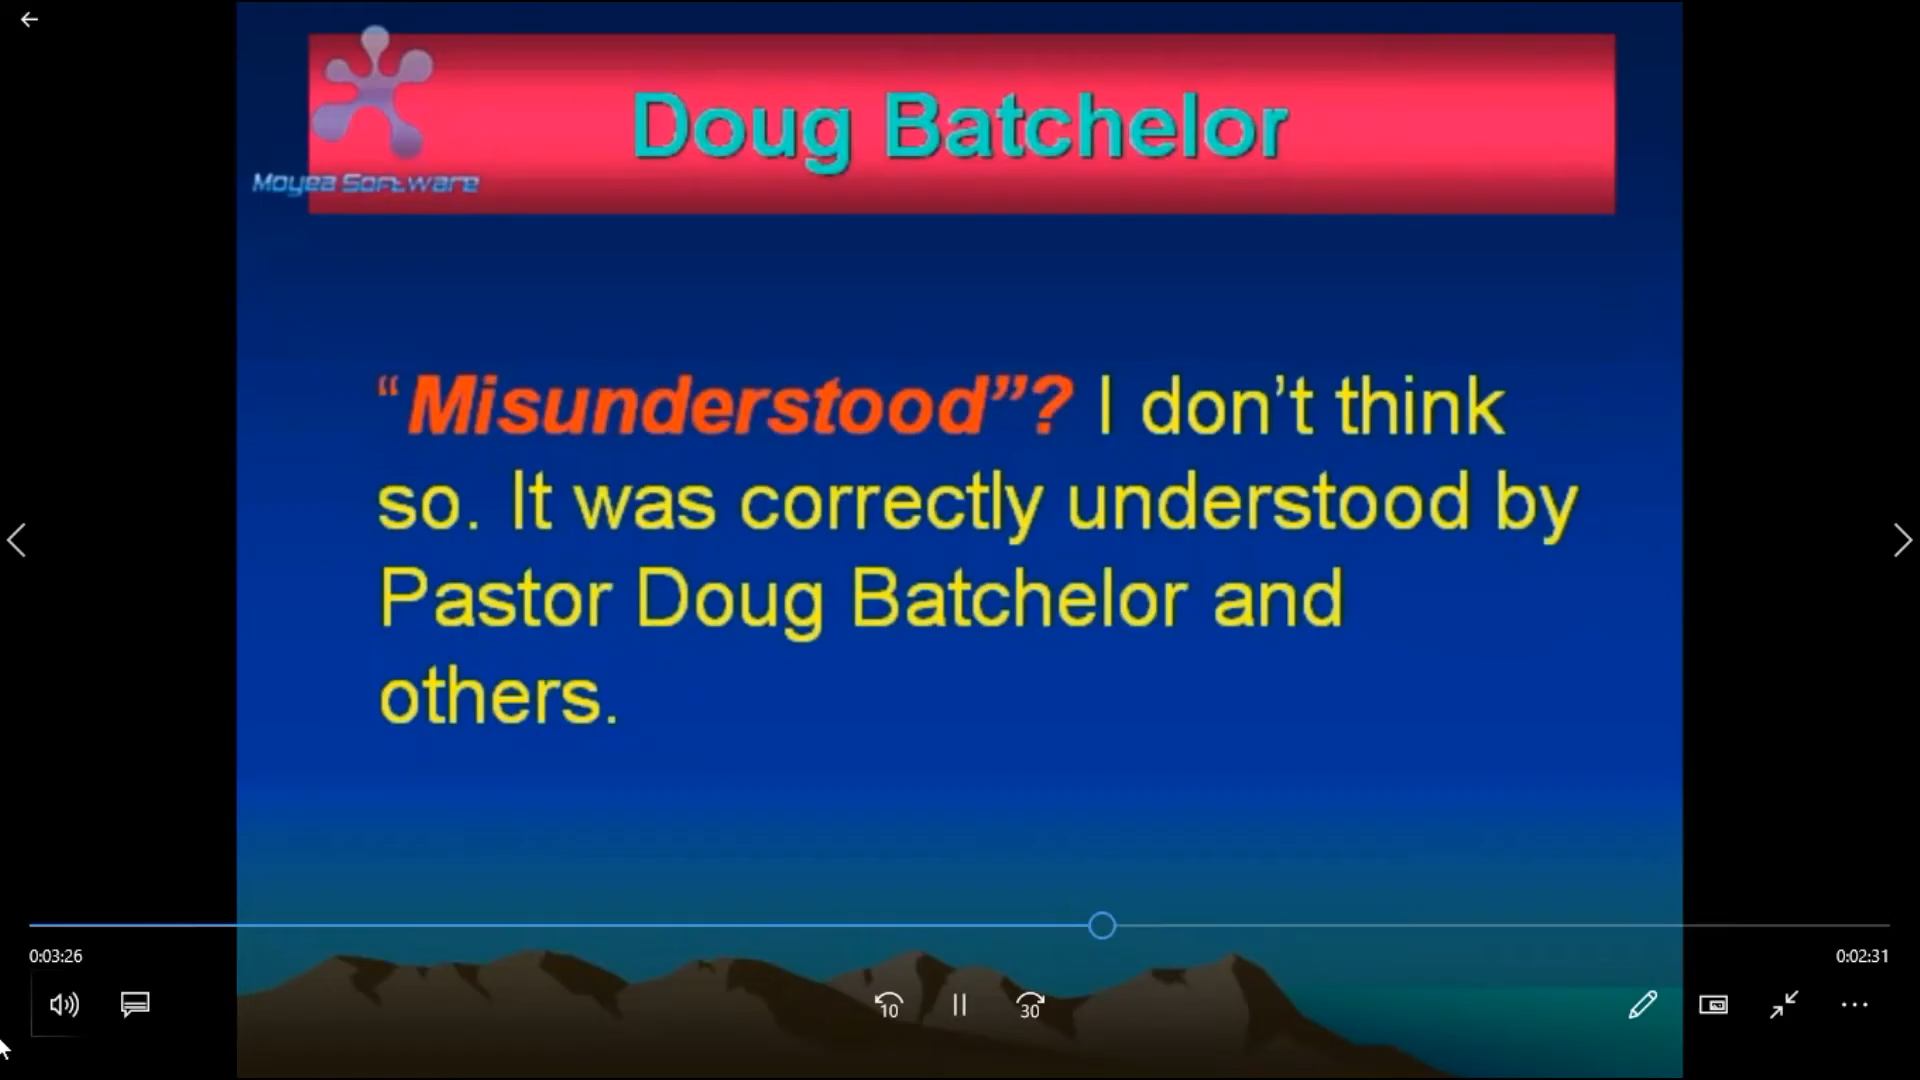 Doug Batchelor
Moyea Software
“Misunderstood”? I don’t think
so. It was correctly understood by
Pastor Doug Batchelor and
others.
0:03:26
0:02:31
10
30